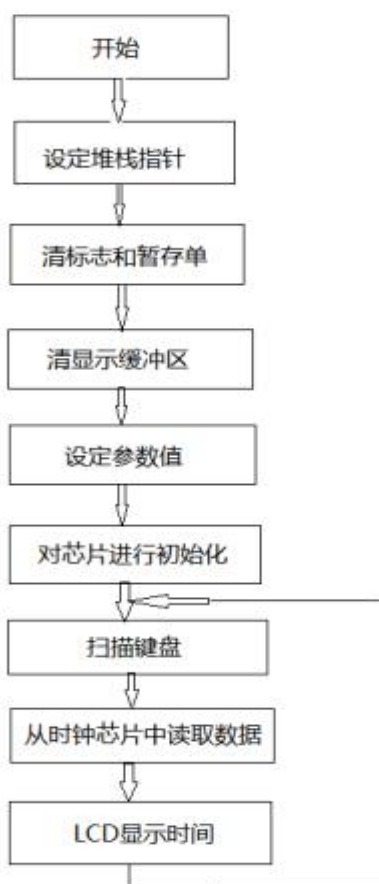 开始
设定堆栈指针
清标志和暂存单
清显示缓冲区
设定参数值
对芯片进行初始化
扫描键盘
从时钟芯片中读取数据
LCD显示时间